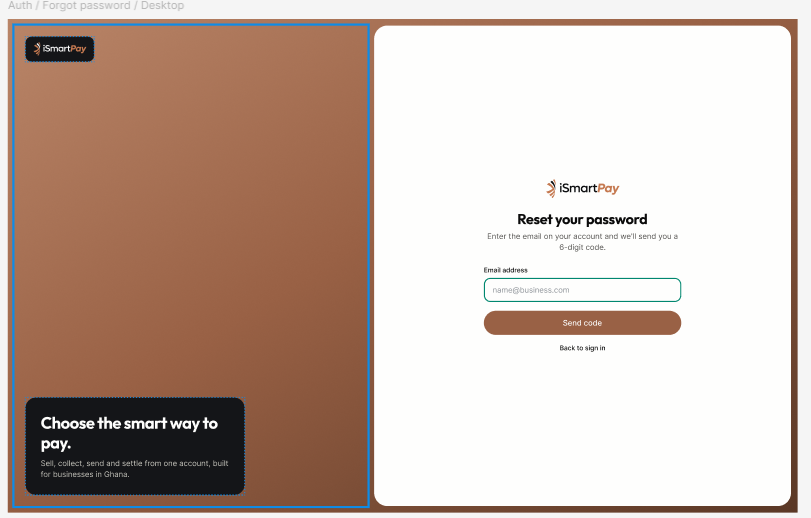 Auth / Forgot password / Desktop
iSmartPay
Choose the smart way to
pay.
Sell, collect, send and settle from one account, built
for businesses in Ghana.
iSmartPay
Reset your password
Enter the email on your account and we'll send you a
6-digit code.
Email address
name@business.com
Send code
Back to sign in